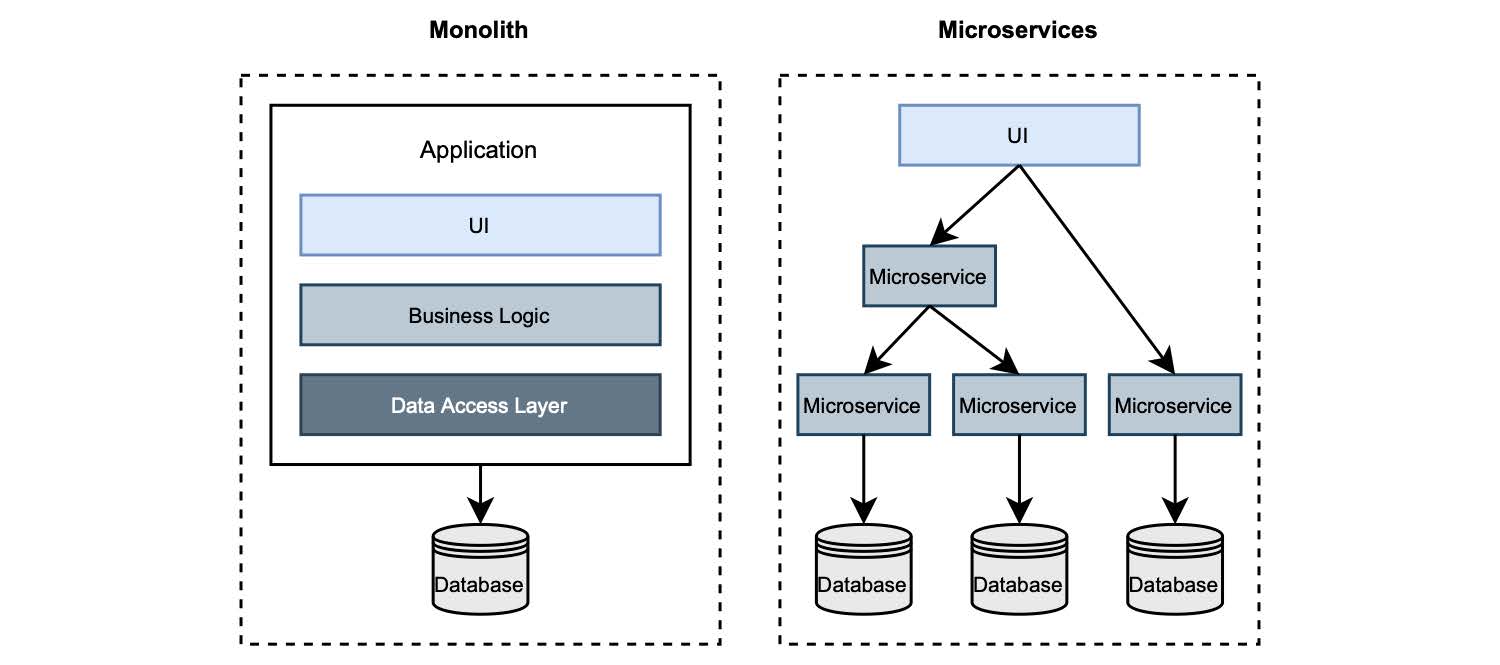 Monolith
Application
UI
Business Logic
Data Access Layer
Database
Microservices
UI
Microservice
Microservice
Microservice
Microservice
Database
Database
Database